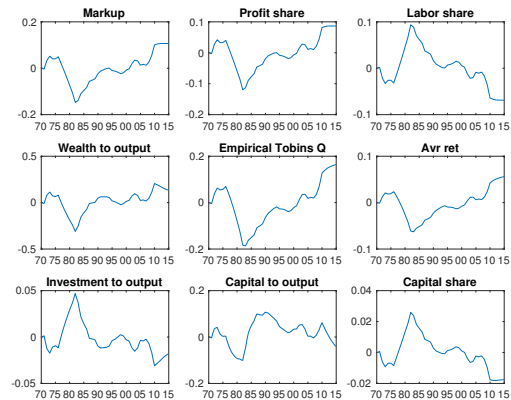 Markup Profit share Labor share
0.2 0.1 0.1
0 0 0
-0.1
-0.2 -0.2 -0.1
70 75 80 85 90 95 00 05 10 15 70 75 80 85 90 95 00 05 10 15 70 75 80 85 90 95 00 05 10 15
Wealth to output Empirical Tobins Q Avr ret
0.5 0.2 0.1
0 0 0
-0.5 -0.2 -0.1
70 75 80 85 90 95 00 05 10 15 70 75 80 85 90 95 00 05 10 15 70 75 80 85 90 95 00 05 10 15
Investment to output Capital to output Capital share
0.05 0.2 0.04
0.02
0 0 0
-0.05 -0.2 -0.02
70 75 80 85 90 95 00 05 10 15 70 75 80 85 90 95 00 05 10 15 70 75 80 85 90 95 00 05 10 15